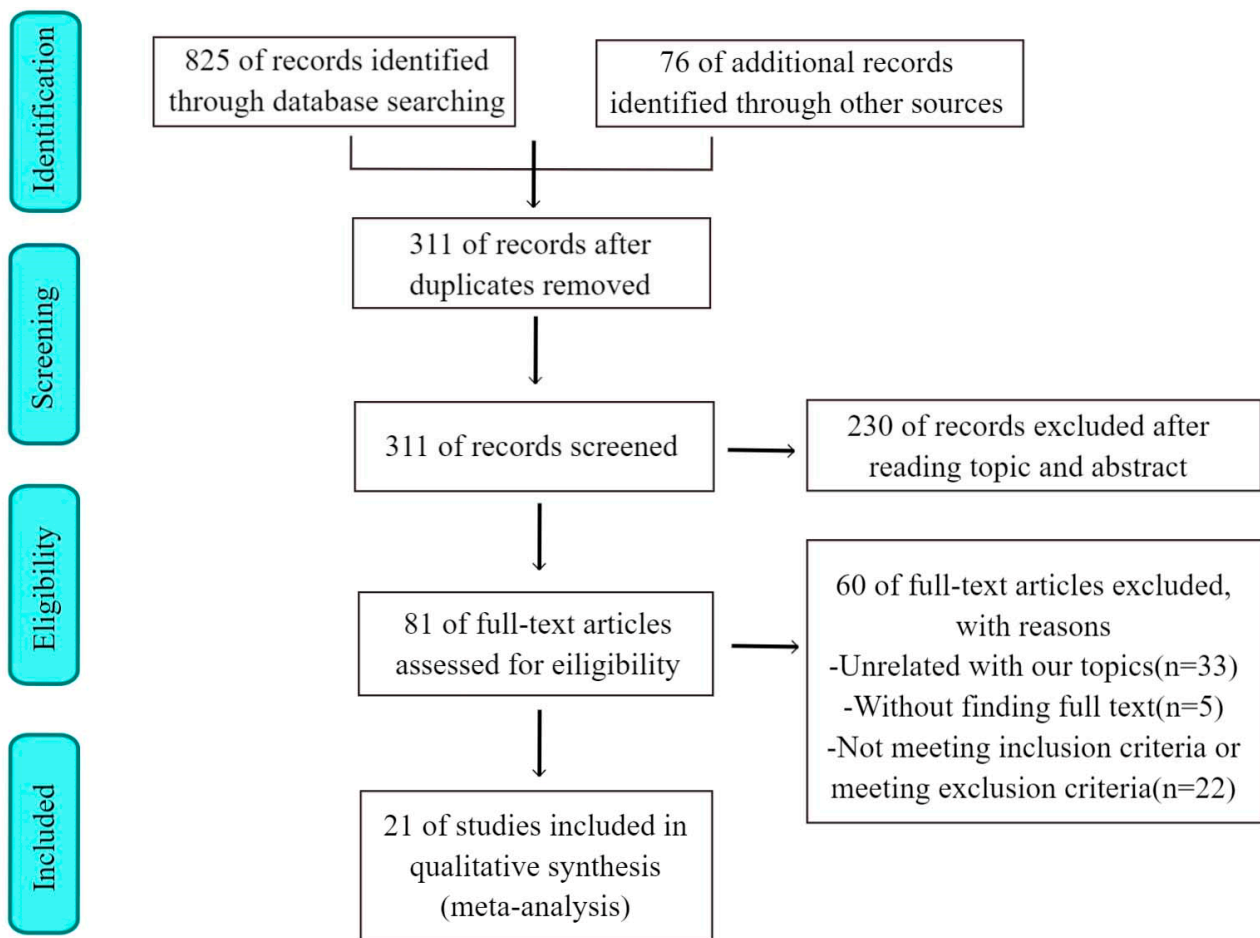 Identification
825 of records identified
through database searching
76 of additional records
identified through other sources
311 of records after
duplicates removed
Screening
311 of records screened
230 of records excluded after
reading topic and abstract
Eligibility
81 of full-text articles
assessed for eiligibility
60 of full-text articles excluded,
with reasons
-Unrelated with our topics(n=33)
-Without finding full text(n=5)
-Not meeting inclusion criteria or
meeting exclusion criteria(n=22)
Included
21 of studies included in
qualitative synthesis
(meta-analysis)